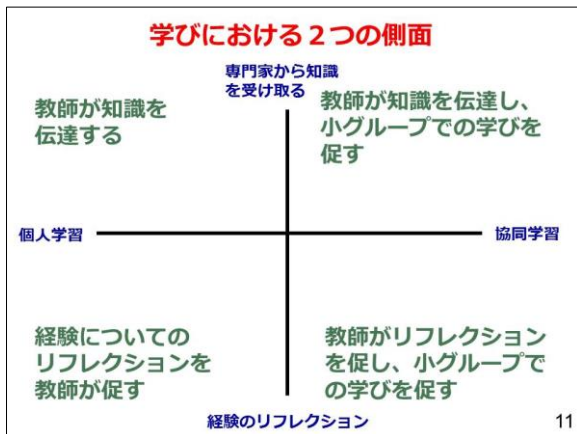 学びにおける２つの側面
専門家から知識
を受け取る
教師が知識を
伝達する
教師が知識を伝達し、
小グループでの学びを
促す
個人学習
協同学習
経験についての
リフレクションを
教師が促す
教師がリフレクション
を促し、小グループで
の学びを促す
経験のリフレクション
11